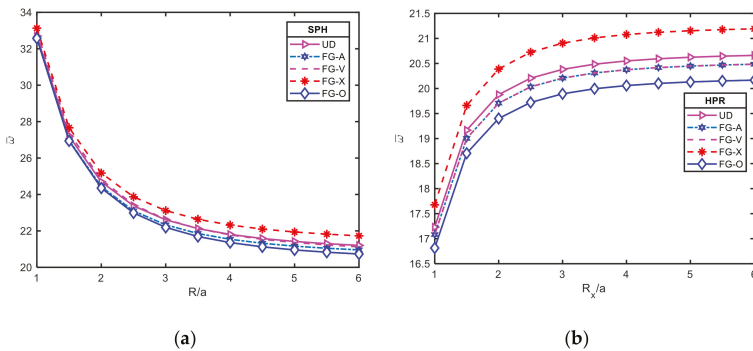 SPH
UD
FG-A
FG-V
FG-X
FG-O
34
32
30
28
26
24
22
20
ω̅
1 2 3 4 5 6
R/a
(a)
HPR
UD
FG-A
FG-V
FG-X
FG-O
21.5
21
20.5
20
19.5
19
18.5
18
17.5
17
16.5
ω̅
1 2 3 4 5 6
Rx/a
(b)